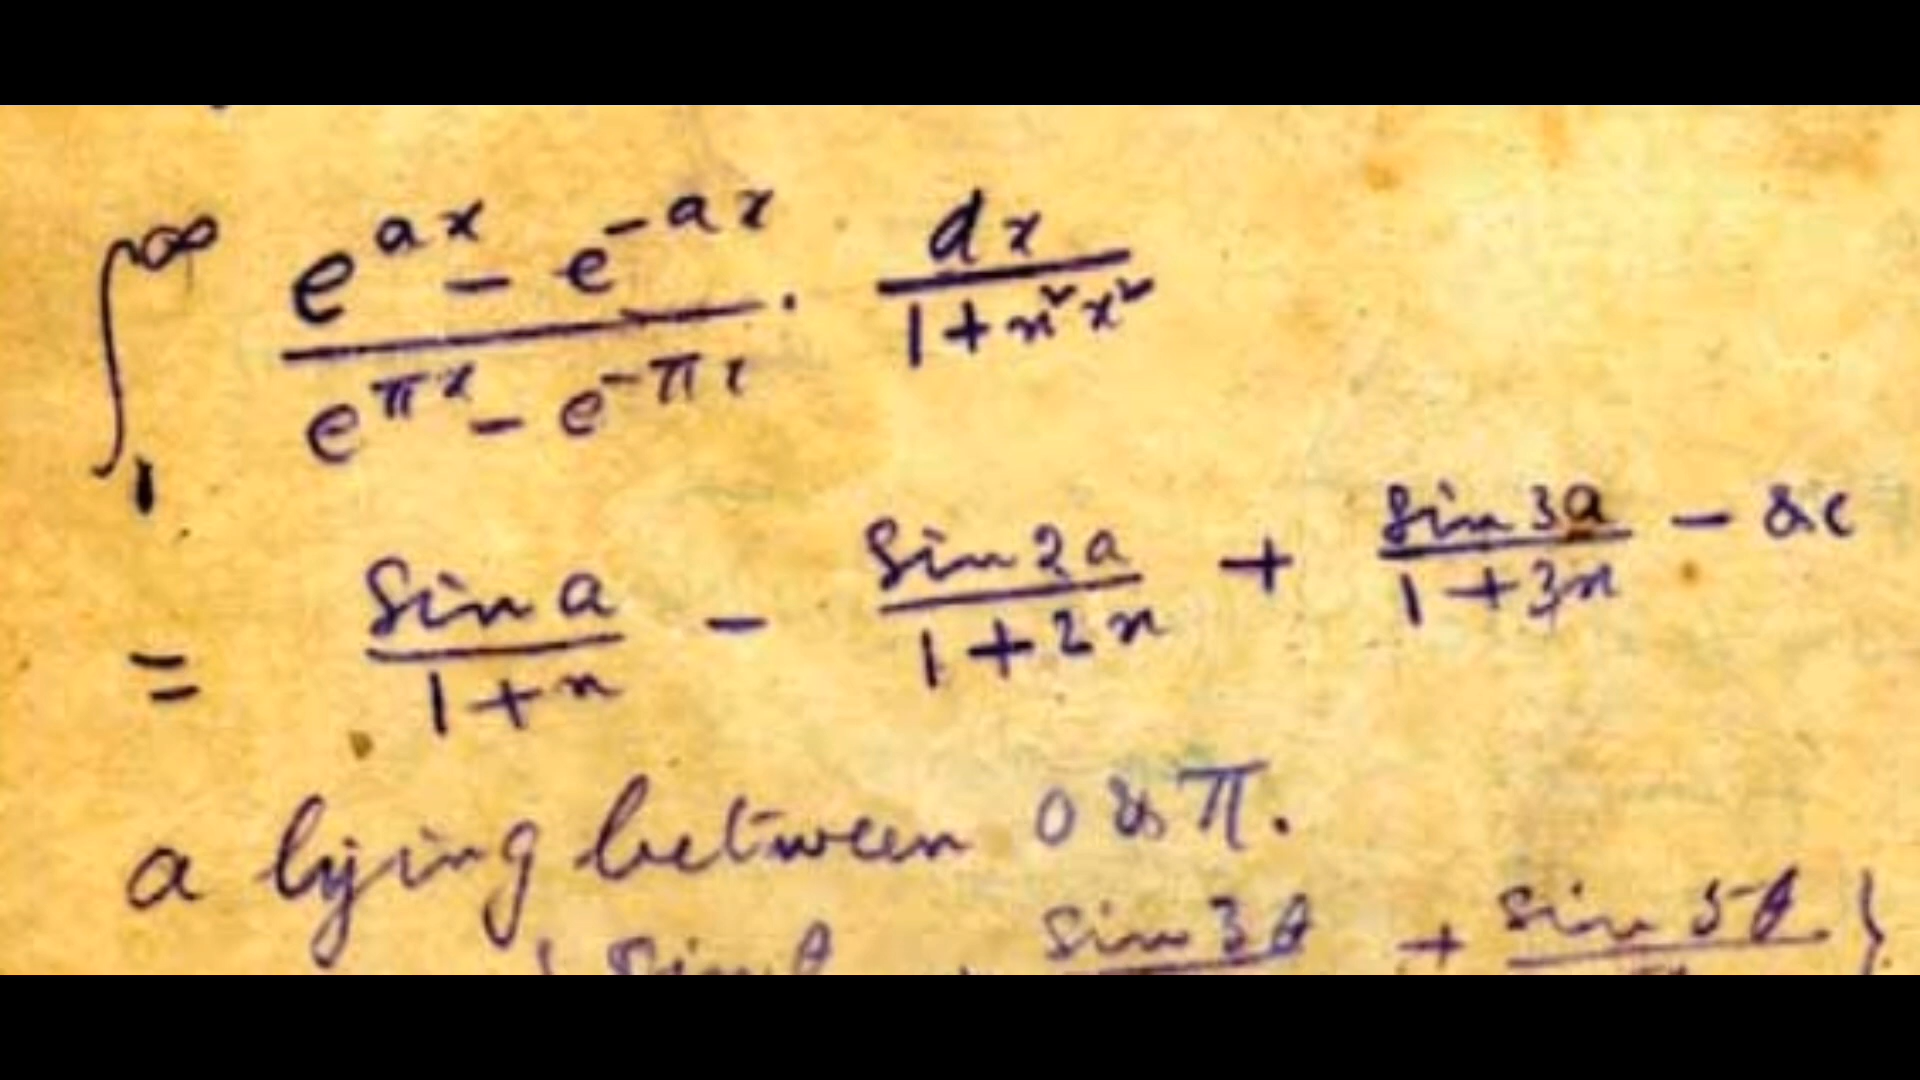 ∫₁^∞ (e^{ax} − e^{−ax})/(e^{πx} − e^{−πx}) · dx/(1+n²x²)
= Sin a/(1+n) − Sin 2a/(1+2n) + Sin 3a/(1+3n) − &c
a lying between 0 & π.
Sin 3θ + Sin 5θ }